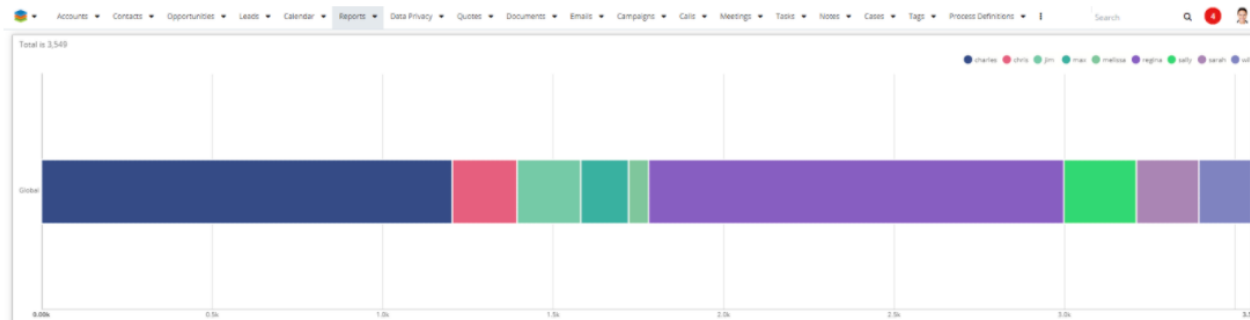 Accounts Contacts Opportunities Leads Calendar Reports Data Privacy Quotes Documents Emails Campaigns Calls Meetings Tasks Notes Cases Tags Process Definitions Search 4
Total is 3,549
charles chris jim max melissa regina sally sarah wil
Global
0.00k 0.5k 1.0k 1.5k 2.0k 2.5k 3.0k